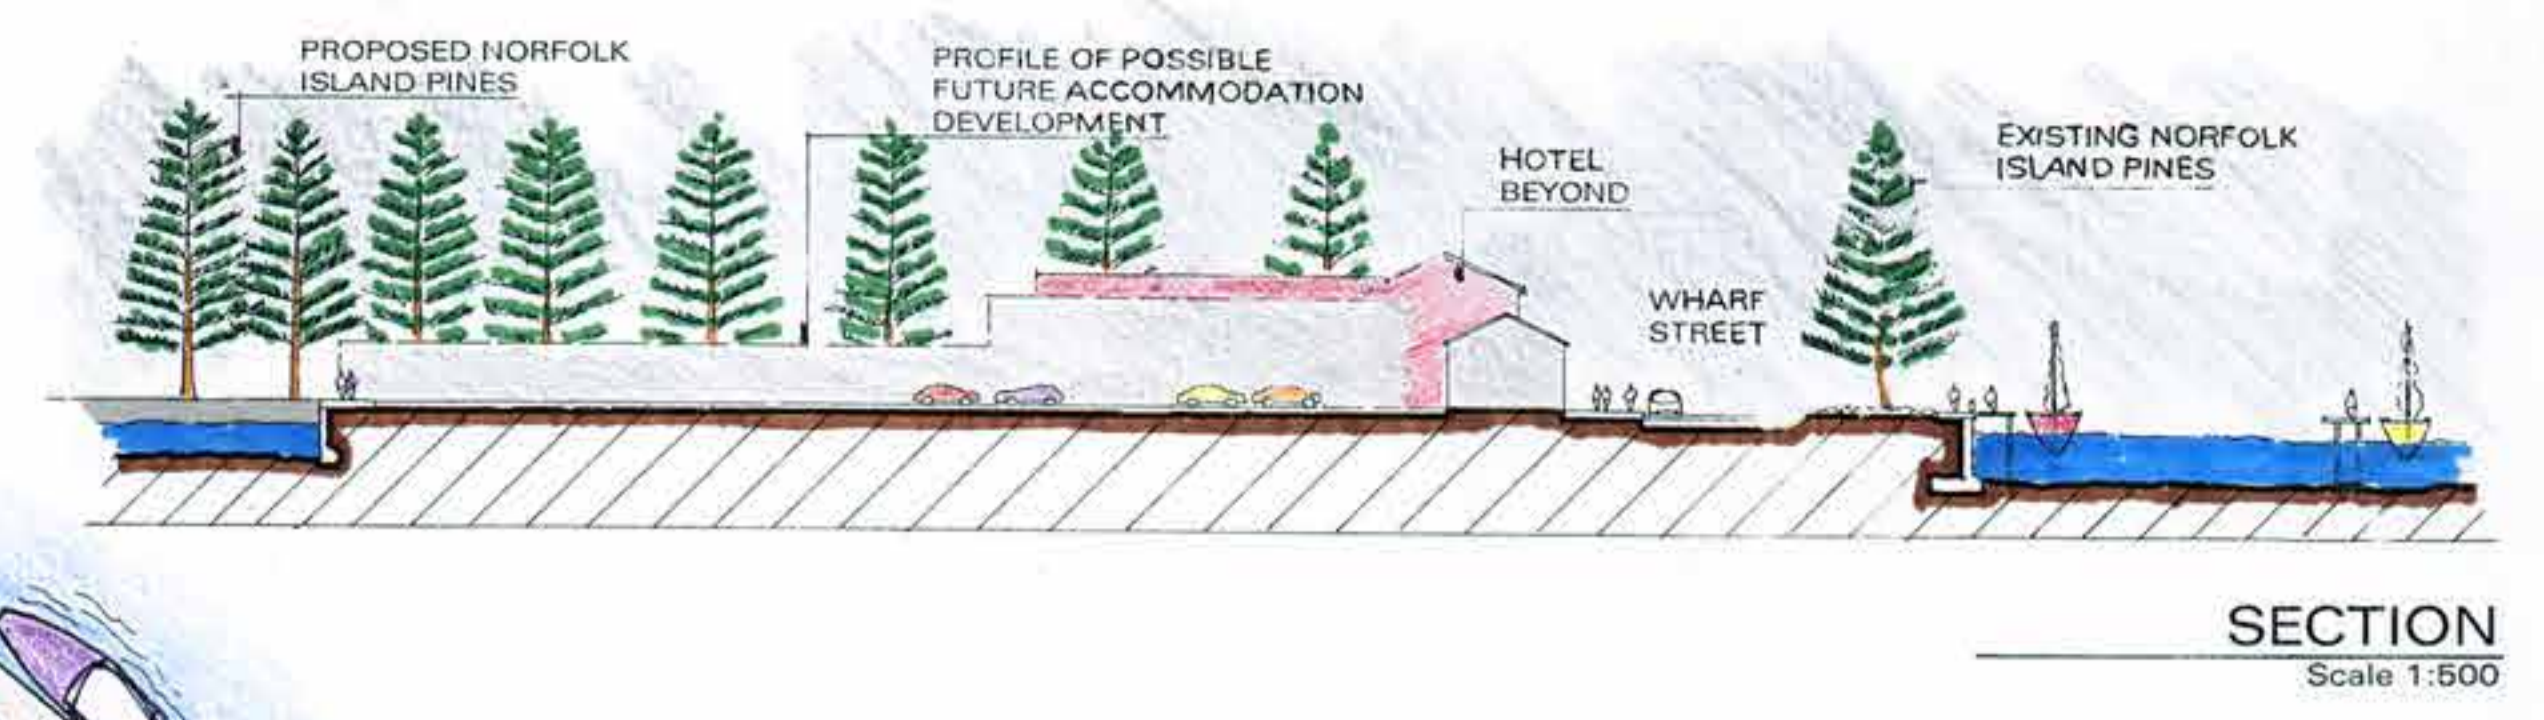 PROPOSED NORFOLK
ISLAND PINES
PROFILE OF POSSIBLE
FUTURE ACCOMMODATION
DEVELOPMENT
HOTEL
BEYOND
WHARF
STREET
EXISTING NORFOLK
ISLAND PINES
SECTION
Scale 1:500